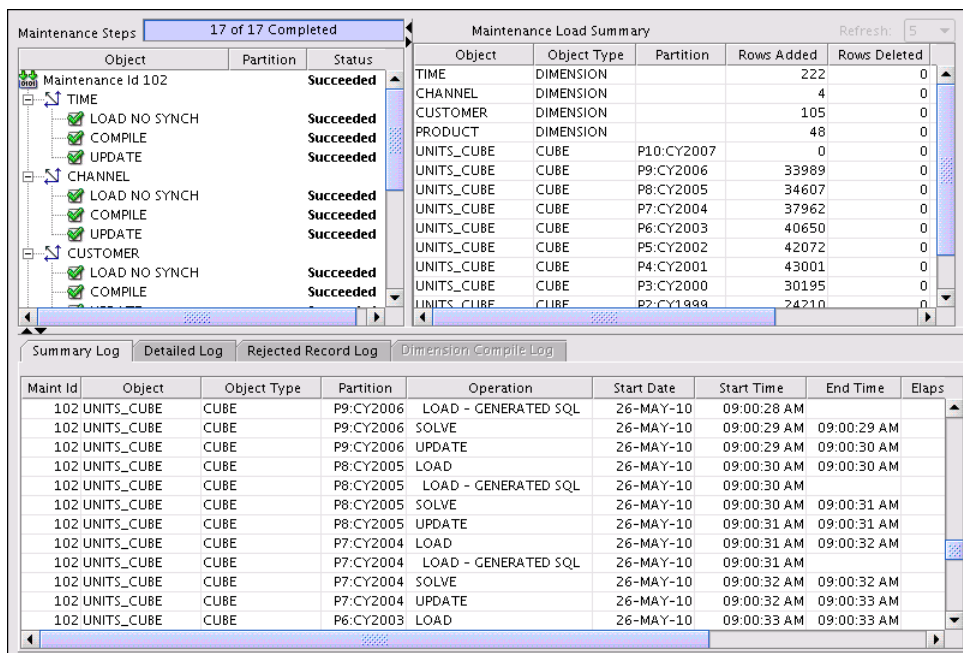 Maintenance Steps 17 of 17 Completed
Object Partition Status
Maintenance Id 102 Succeeded
TIME
LOAD NO SYNCH Succeeded
COMPILE Succeeded
UPDATE Succeeded
CHANNEL
LOAD NO SYNCH Succeeded
COMPILE Succeeded
UPDATE Succeeded
CUSTOMER
LOAD NO SYNCH Succeeded
COMPILE Succeeded
Maintenance Load Summary Refresh: 5
Object Object Type Partition Rows Added Rows Deleted
TIME DIMENSION 222 0
CHANNEL DIMENSION 4 0
CUSTOMER DIMENSION 105 0
PRODUCT DIMENSION 48 0
UNITS_CUBE CUBE P10:CY2007 0 0
UNITS_CUBE CUBE P9:CY2006 33989 0
UNITS_CUBE CUBE P8:CY2005 34607 0
UNITS_CUBE CUBE P7:CY2004 37962 0
UNITS_CUBE CUBE P6:CY2003 40650 0
UNITS_CUBE CUBE P5:CY2002 42072 0
UNITS_CUBE CUBE P4:CY2001 43001 0
UNITS_CUBE CUBE P3:CY2000 30195 0
UNITS_CUBE CUBE P2:CY1999 24210 0
Summary Log Detailed Log Rejected Record Log Dimension Compile Log
Maint Id Object Object Type Partition Operation Start Date Start Time End Time Elaps
102 UNITS_CUBE CUBE P9:CY2006 LOAD - GENERATED SQL 26-MAY-10 09:00:28 AM
102 UNITS_CUBE CUBE P9:CY2006 SOLVE 26-MAY-10 09:00:29 AM 09:00:29 AM
102 UNITS_CUBE CUBE P9:CY2006 UPDATE 26-MAY-10 09:00:29 AM 09:00:30 AM
102 UNITS_CUBE CUBE P8:CY2005 LOAD 26-MAY-10 09:00:30 AM 09:00:30 AM
102 UNITS_CUBE CUBE P8:CY2005 LOAD - GENERATED SQL 26-MAY-10 09:00:30 AM
102 UNITS_CUBE CUBE P8:CY2005 SOLVE 26-MAY-10 09:00:30 AM 09:00:31 AM
102 UNITS_CUBE CUBE P8:CY2005 UPDATE 26-MAY-10 09:00:31 AM 09:00:31 AM
102 UNITS_CUBE CUBE P7:CY2004 LOAD 26-MAY-10 09:00:31 AM 09:00:32 AM
102 UNITS_CUBE CUBE P7:CY2004 LOAD - GENERATED SQL 26-MAY-10 09:00:31 AM
102 UNITS_CUBE CUBE P7:CY2004 SOLVE 26-MAY-10 09:00:32 AM 09:00:32 AM
102 UNITS_CUBE CUBE P7:CY2004 UPDATE 26-MAY-10 09:00:32 AM 09:00:33 AM
102 UNITS_CUBE CUBE P6:CY2003 LOAD 26-MAY-10 09:00:33 AM 09:00:33 AM